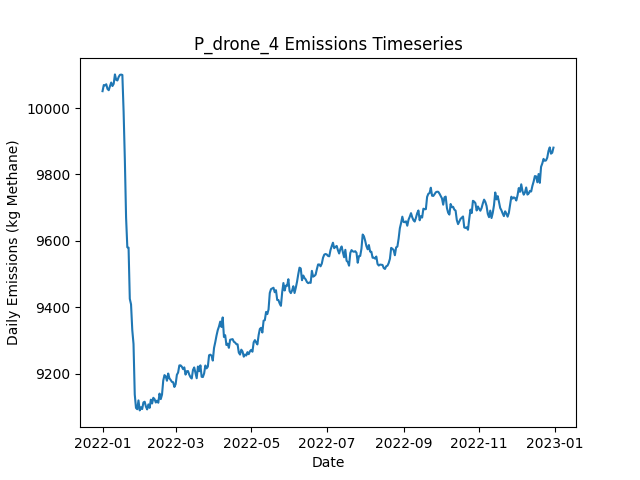 P_drone_4 Emissions Timeseries
Daily Emissions (kg Methane)
10000
9800
9600
9400
9200
2022-01 2022-03 2022-05 2022-07 2022-09 2022-11 2023-01
Date